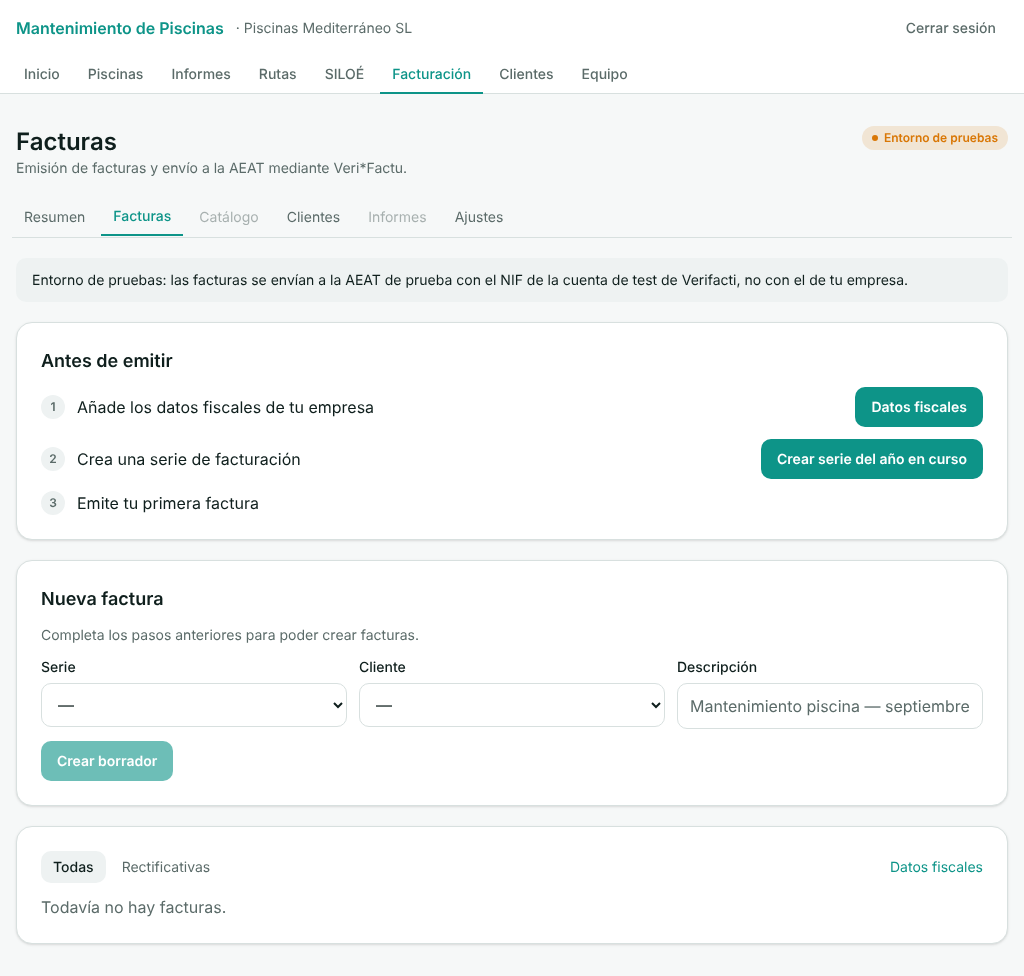 Mantenimiento de Piscinas · Piscinas Mediterráneo SL Cerrar sesión
Inicio Piscinas Informes Rutas SILOÉ Facturación Clientes Equipo
Facturas
Entorno de pruebas
Emisión de facturas y envío a la AEAT mediante Veri*Factu.
Resumen Facturas Catálogo Clientes Informes Ajustes
Entorno de pruebas: las facturas se envían a la AEAT de prueba con el NIF de la cuenta de test de Verifacti, no con el de tu empresa.
Antes de emitir
1 Añade los datos fiscales de tu empresa Datos fiscales
2 Crea una serie de facturación Crear serie del año en curso
3 Emite tu primera factura
Nueva factura
Completa los pasos anteriores para poder crear facturas.
Serie Cliente Descripción
— — Mantenimiento piscina — septiembre
Crear borrador
Todas Rectificativas Datos fiscales
Todavía no hay facturas.